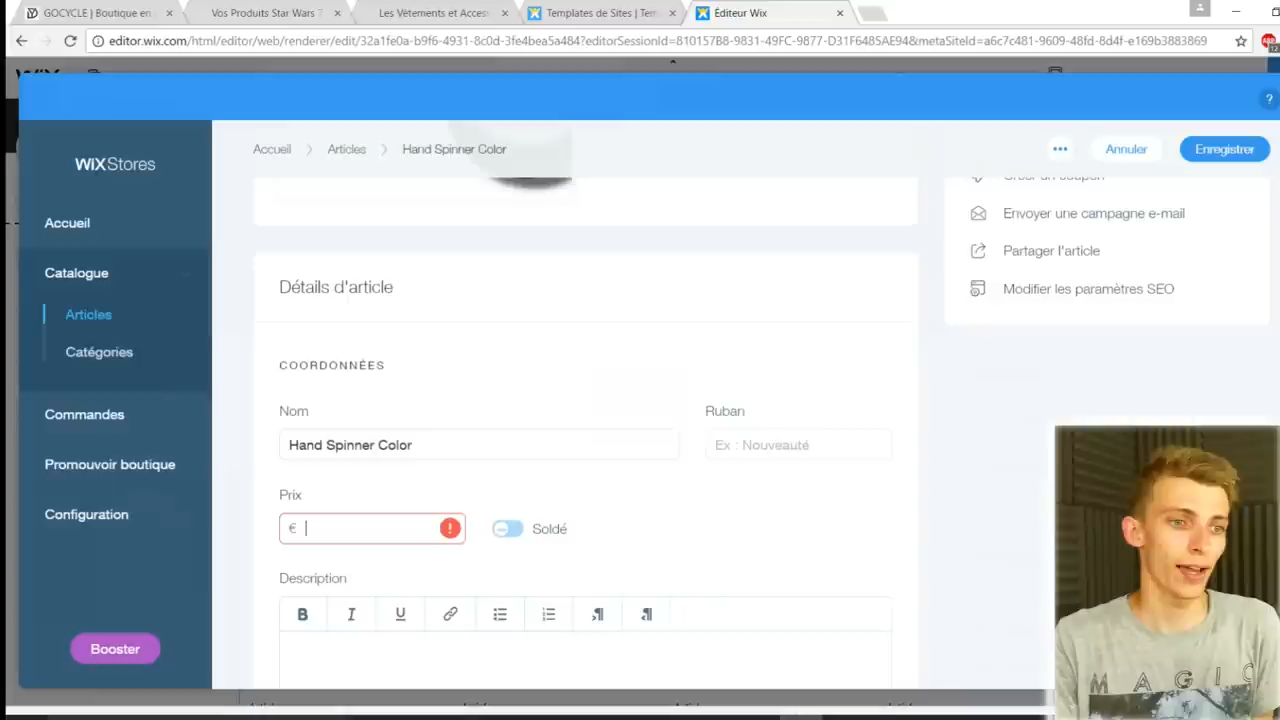 GOCYCLE | Boutique en
Vos Produits Star Wars
Les Vêtements et Access
Templates de Sites | Tem
Éditeur Wix
editor.wix.com/html/editor/web/renderer/edit/32a1fe0a-b9f6-4931-8c0d-3fe4bea5a484?editorSessionId=810157B8-9831-49FC-9877-D31F6485AE94&metaSiteId=a6c7c481-9609-48fd-8d4f-e169b3883869
?
WiX Stores
Accueil
Articles
Hand Spinner Color
Annuler
Enregistrer
Créer un coupon
Envoyer une campagne e-mail
Partager l'article
Modifier les paramètres SEO
Accueil
Catalogue
Articles
Catégories
Commandes
Promouvoir boutique
Configuration
Booster
Détails d'article
COORDONNÉES
Nom
Ruban
Hand Spinner Color
Ex : Nouveauté
Prix
€
Soldé
Description
B I U
MAGIC